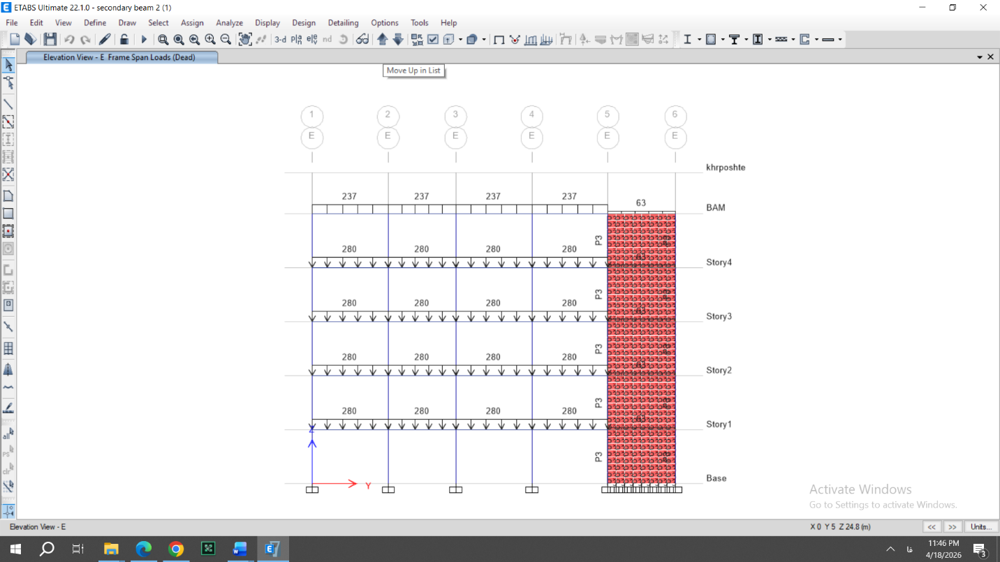 ETABS Ultimate 22.1.0 - secondary beam 2 (1)
File Edit View Define Draw Select Assign Analyze Display Design Detailing Options Tools Help
3-d pla ele nd
Elevation View - E Frame Span Loads (Dead)
Move Up in List
1 2 3 4 5 6
E E E E E E
khrposhte
237 237 237 237 63
BAM
P3
280 280 280 280 63
Story4
P3
280 280 280 280 63
Story3
P3
280 280 280 280 63
Story2
P3
280 280 280 280 63
Story1
P3
Z
Base
Y
all
ps
clr
Activate Windows
Go to Settings to activate Windows.
Elevation View - E
X 0 Y 5 Z 24.8 (m)
<< >> Units...
فا
11:46 PM
4/18/2026
3